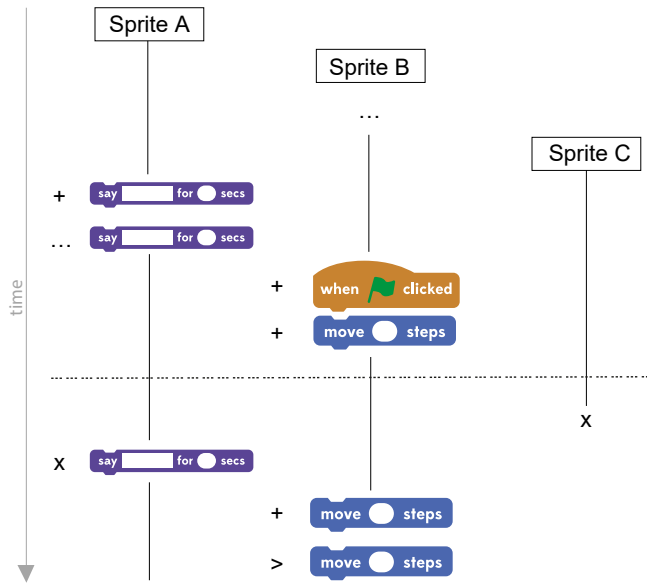 Sprite A
Sprite B
...
Sprite C
+ say for secs
... say for secs
+ when clicked
+ move steps
time
x
x say for secs
+ move steps
> move steps